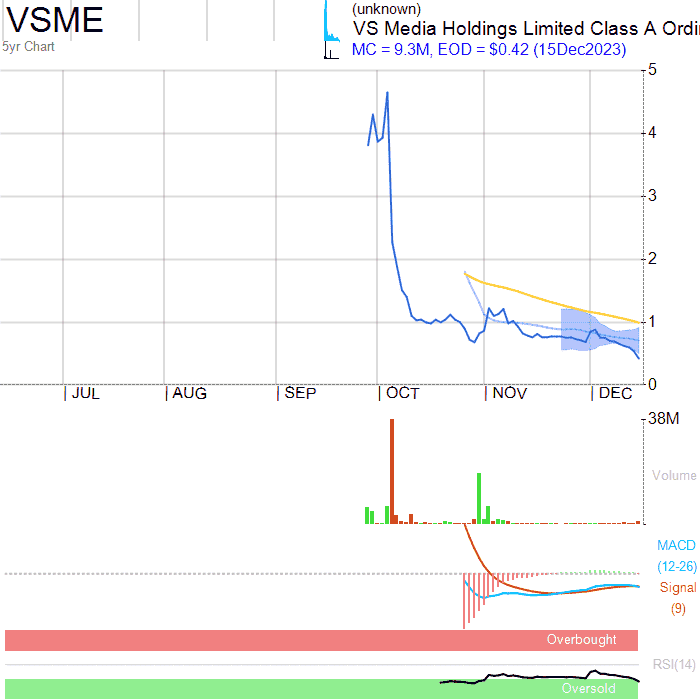 VSME
5yr Chart
(unknown)
VS Media Holdings Limited Class A Ordi
MC = 9.3M, EOD = $0.42 (15Dec2023)
5
4
3
2
1
0
JUL
AUG
SEP
OCT
NOV
DEC
38M
Volume
MACD
(12-26)
Signal
(9)
Overbought
RSI(14)
Oversold